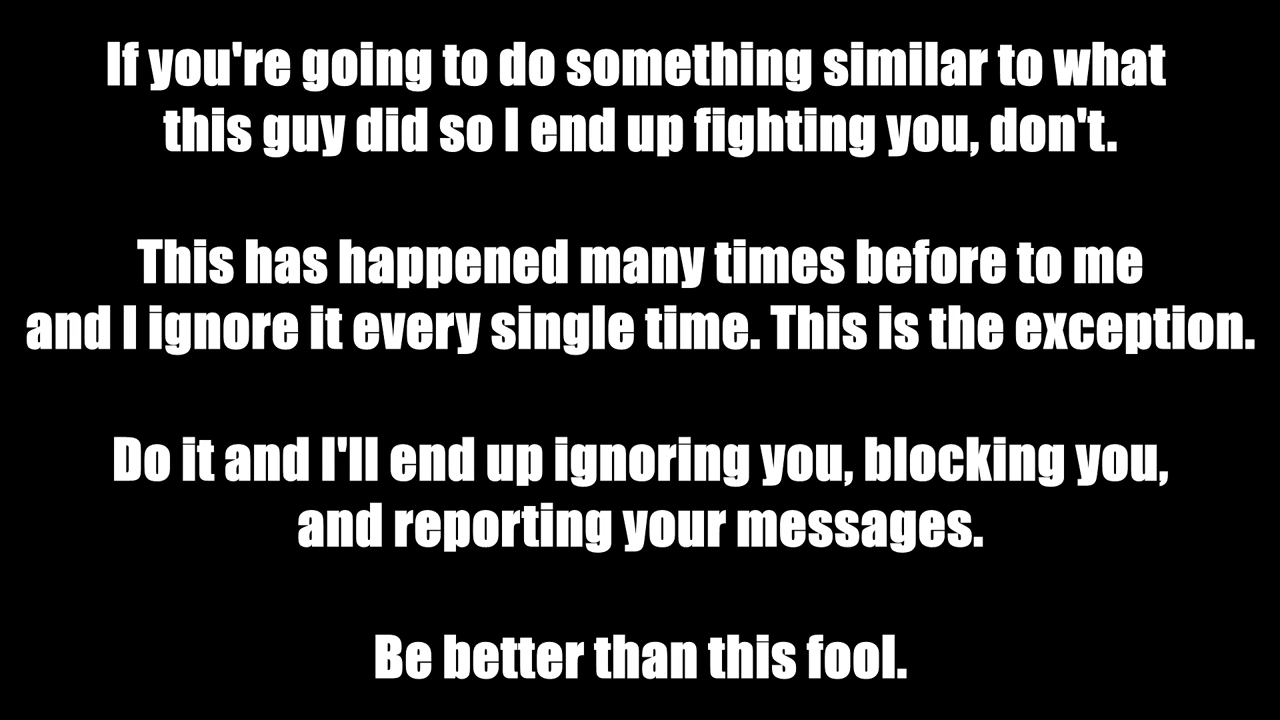 If you're going to do something similar to what
this guy did so I end up fighting you, don't.
This has happened many times before to me
and I ignore it every single time. This is the exception.
Do it and I'll end up ignoring you, blocking you,
and reporting your messages.
Be better than this fool.